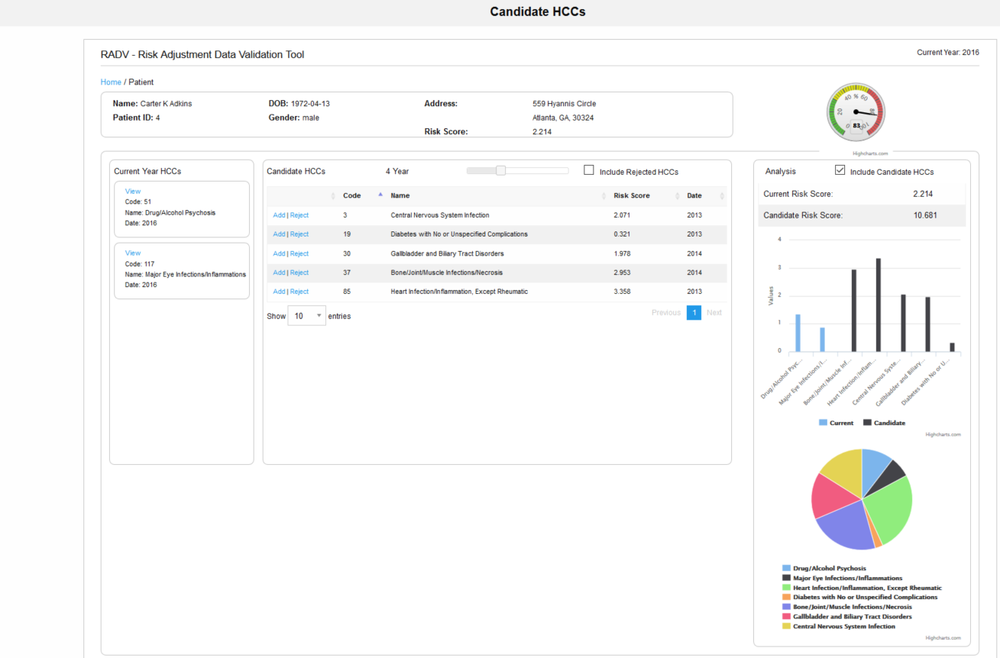 Candidate HCCs
RADV - Risk Adjustment Data Validation Tool
Current Year: 2016
Home / Patient
Name: Carter K Adkins DOB: 1972-04-13 Address: 559 Hyannis Circle
Patient ID: 4 Gender: male Atlanta, GA, 30324
Risk Score: 2.214
0 20 40 % 60 100
83
Highcharts.com
Current Year HCCs
View
Code: 51
Name: Drug/Alcohol Psychosis
Date: 2016
View
Code: 117
Name: Major Eye Infections/Inflammations
Date: 2016
Candidate HCCs 4 Year Include Rejected HCCs
Code Name Risk Score Date
Add | Reject 3 Central Nervous System Infection 2.071 2013
Add | Reject 19 Diabetes with No or Unspecified Complications 0.321 2013
Add | Reject 30 Gallbladder and Biliary Tract Disorders 1.978 2014
Add | Reject 37 Bone/Joint/Muscle Infections/Necrosis 2.953 2014
Add | Reject 85 Heart Infection/Inflammation, Except Rheumatic 3.358 2013
Show 10 entries Previous 1 Next
Analysis Include Candidate HCCs
Current Risk Score: 2.214
Candidate Risk Score: 10.681
Values
4
3
2
1
0
Drug/Alcohol Psyc...
Major Eye Infections/I...
Bone/Joint/Muscle Inf...
Heart Infection/Inflam...
Central Nervous Syste...
Gallbladder and Biliary...
Diabetes with No or U...
Current Candidate
Highcharts.com
Drug/Alcohol Psychosis
Major Eye Infections/Inflammations
Heart Infection/Inflammation, Except Rheumatic
Diabetes with No or Unspecified Complications
Bone/Joint/Muscle Infections/Necrosis
Gallbladder and Biliary Tract Disorders
Central Nervous System Infection
Highcharts.com